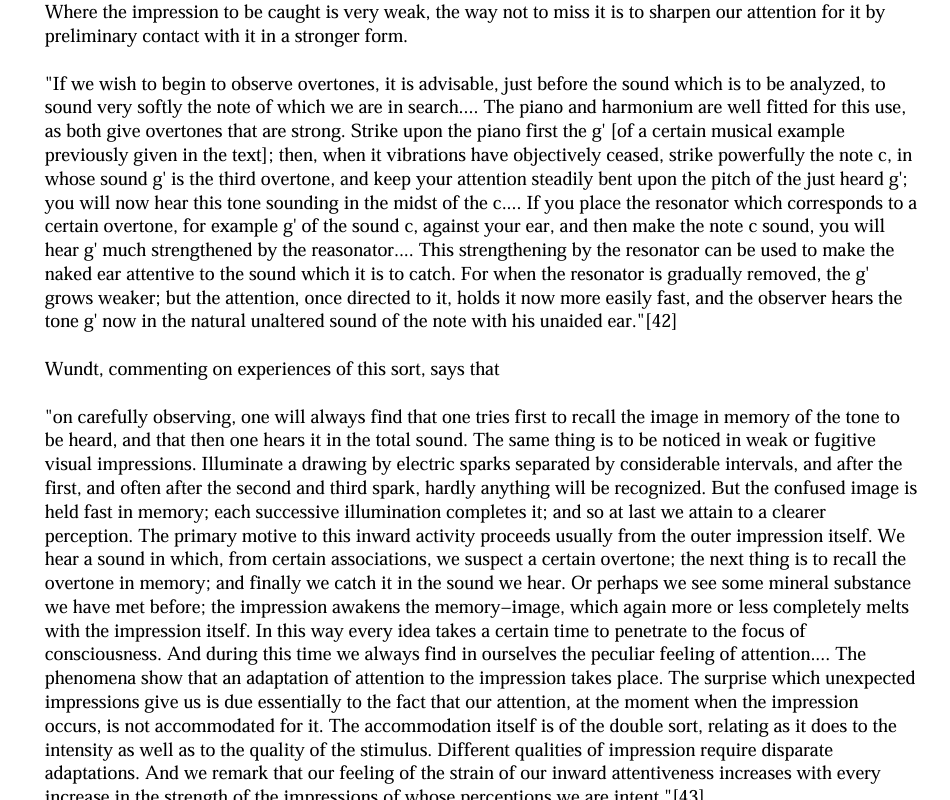 Where the impression to be caught is very weak, the way not to miss it is to sharpen our attention for it by
preliminary contact with it in a stronger form.
"If we wish to begin to observe overtones, it is advisable, just before the sound which is to be analyzed, to
sound very softly the note of which we are in search.... The piano and harmonium are well fitted for this use,
as both give overtones that are strong. Strike upon the piano first the g' [of a certain musical example
previously given in the text]; then, when it vibrations have objectively ceased, strike powerfully the note c, in
whose sound g' is the third overtone, and keep your attention steadily bent upon the pitch of the just heard g';
you will now hear this tone sounding in the midst of the c.... If you place the resonator which corresponds to a
certain overtone, for example g' of the sound c, against your ear, and then make the note c sound, you will
hear g' much strengthened by the reasonator.... This strengthening by the resonator can be used to make the
naked ear attentive to the sound which it is to catch. For when the resonator is gradually removed, the g'
grows weaker; but the attention, once directed to it, holds it now more easily fast, and the observer hears the
tone g' now in the natural unaltered sound of the note with his unaided ear."[42]
Wundt, commenting on experiences of this sort, says that
"on carefully observing, one will always find that one tries first to recall the image in memory of the tone to
be heard, and that then one hears it in the total sound. The same thing is to be noticed in weak or fugitive
visual impressions. Illuminate a drawing by electric sparks separated by considerable intervals, and after the
first, and often after the second and third spark, hardly anything will be recognized. But the confused image is
held fast in memory; each successive illumination completes it; and so at last we attain to a clearer
perception. The primary motive to this inward activity proceeds usually from the outer impression itself. We
hear a sound in which, from certain associations, we suspect a certain overtone; the next thing is to recall the
overtone in memory; and finally we catch it in the sound we hear. Or perhaps we see some mineral substance
we have met before; the impression awakens the memory−image, which again more or less completely melts
with the impression itself. In this way every idea takes a certain time to penetrate to the focus of
consciousness. And during this time we always find in ourselves the peculiar feeling of attention.... The
phenomena show that an adaptation of attention to the impression takes place. The surprise which unexpected
impressions give us is due essentially to the fact that our attention, at the moment when the impression
occurs, is not accommodated for it. The accommodation itself is of the double sort, relating as it does to the
intensity as well as to the quality of the stimulus. Different qualities of impression require disparate
adaptations. And we remark that our feeling of the strain of our inward attentiveness increases with every
increase in the strength of the impressions of whose perceptions we are intent."[43]